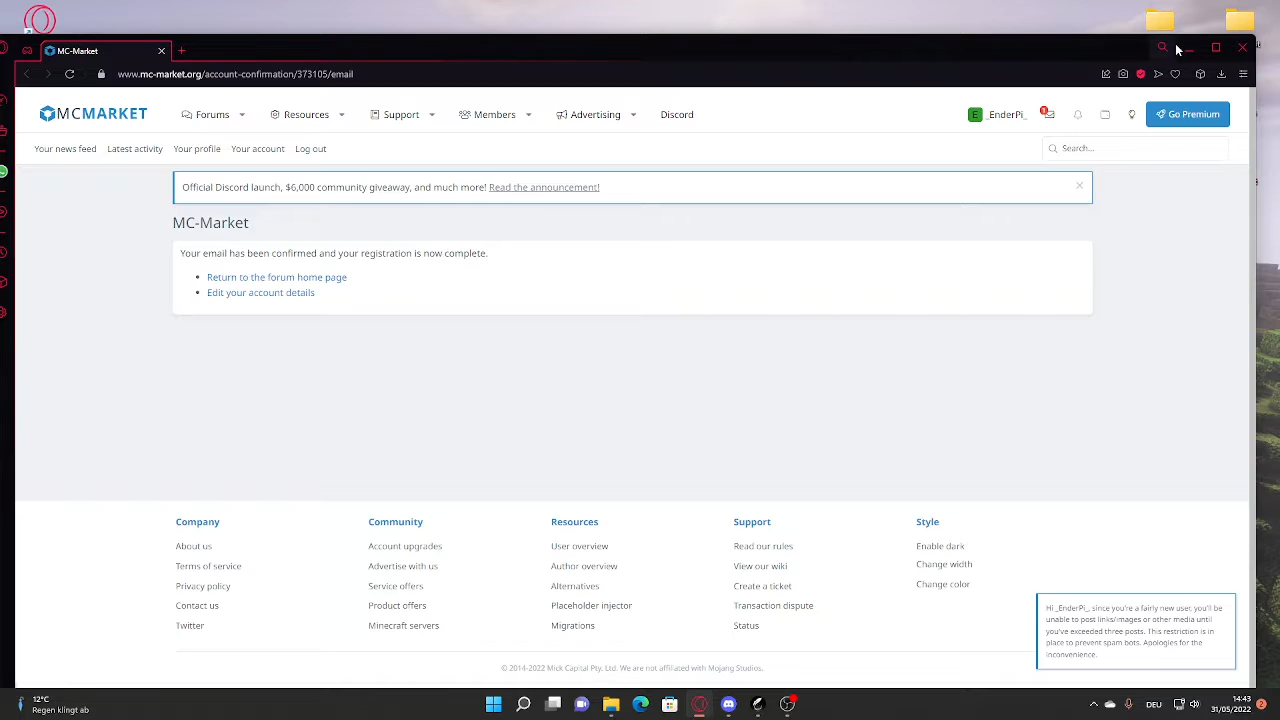 MC-Market
www.mc-market.org/account-confirmation/373105/email
MCMARKET
Forums
Resources
Support
Members
Advertising
Discord
E
_EnderPi_
Go Premium
Your news feed
Latest activity
Your profile
Your account
Log out
Search...
Official Discord launch, $6,000 community giveaway, and much more! Read the announcement!
MC-Market
Your email has been confirmed and your registration is now complete.
Return to the forum home page
Edit your account details
Company
About us
Terms of service
Privacy policy
Contact us
Twitter
Community
Account upgrades
Advertise with us
Service offers
Product offers
Minecraft servers
Resources
User overview
Author overview
Alternatives
Placeholder injector
Migrations
Support
Read our rules
View our wiki
Create a ticket
Transaction dispute
Status
Style
Enable dark
Change width
Change color
Hi _EnderPi_, since you're a fairly new user, you'll be
unable to post links/images or other media until
you've exceeded three posts. This restriction is in
place to prevent spam bots. Apologies for the
inconvenience.
© 2014-2022 Mick Capital Pty. Ltd. We are not affiliated with Mojang Studios.
12°C
Regen klingt ab
DEU
14:43
31/05/2022
2